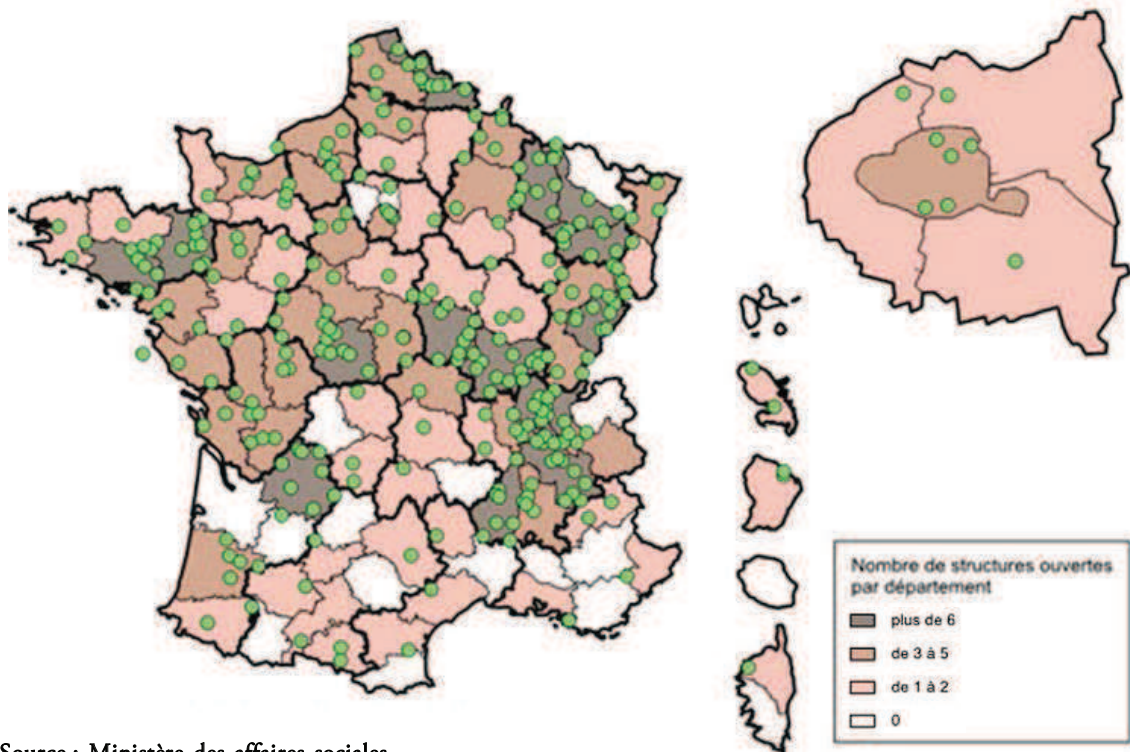 Nombre de structures ouvertes
par département
plus de 6
de 3 à 5
de 1 à 2
0
Source : Ministère des affaires sociales